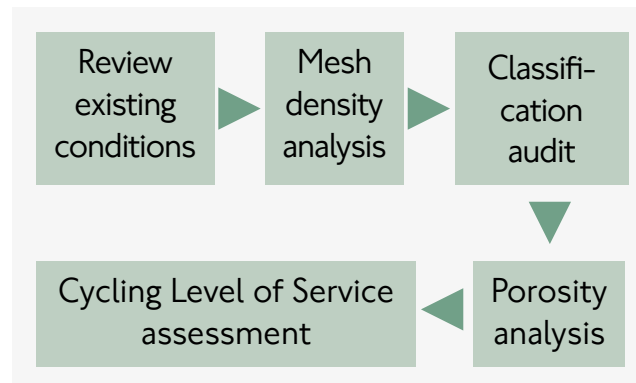 Review
existing
conditions
Mesh
density
analysis
Classifi-
cation
audit
Porosity
analysis
Cycling Level of Service
assessment